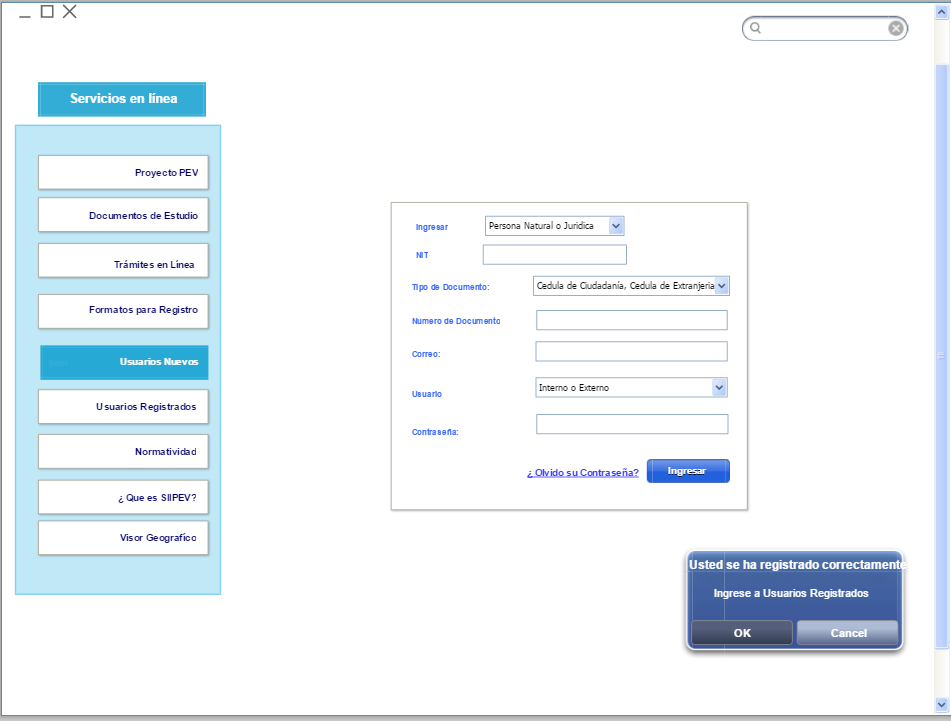 Servicios en línea
Proyecto PEV
Documentos de Estudio
Trámites en Línea
Formatos para Registro
Usuarios Nuevos
Usuarios Registrados
Normatividad
¿ Que es SIIPEV?
Visor Geografíco
Ingresar
Persona Natural o Juridica
NIT
Tipo de Documento:
Cedula de Ciudadanía, Cedula de Extranjeria
Numero de Documento
Correo:
Usuario
Interno o Externo
Contraseña:
¿ Olvido su Contraseña?
Ingresar
Usted se ha registrado correctamente
Ingrese a Usuarios Registrados
OK
Cancel